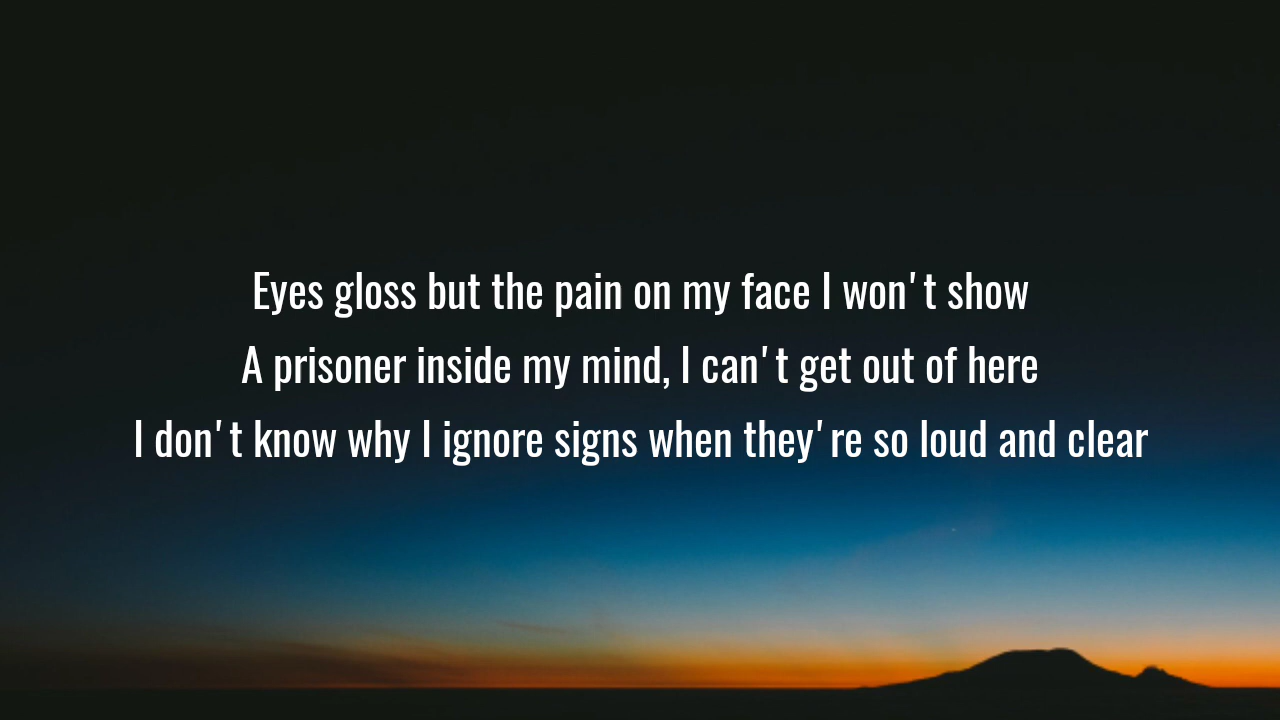 Eyes gloss but the pain on my face I won't show
A prisoner inside my mind, I can't get out of here
I don't know why I ignore signs when they're so loud and clear